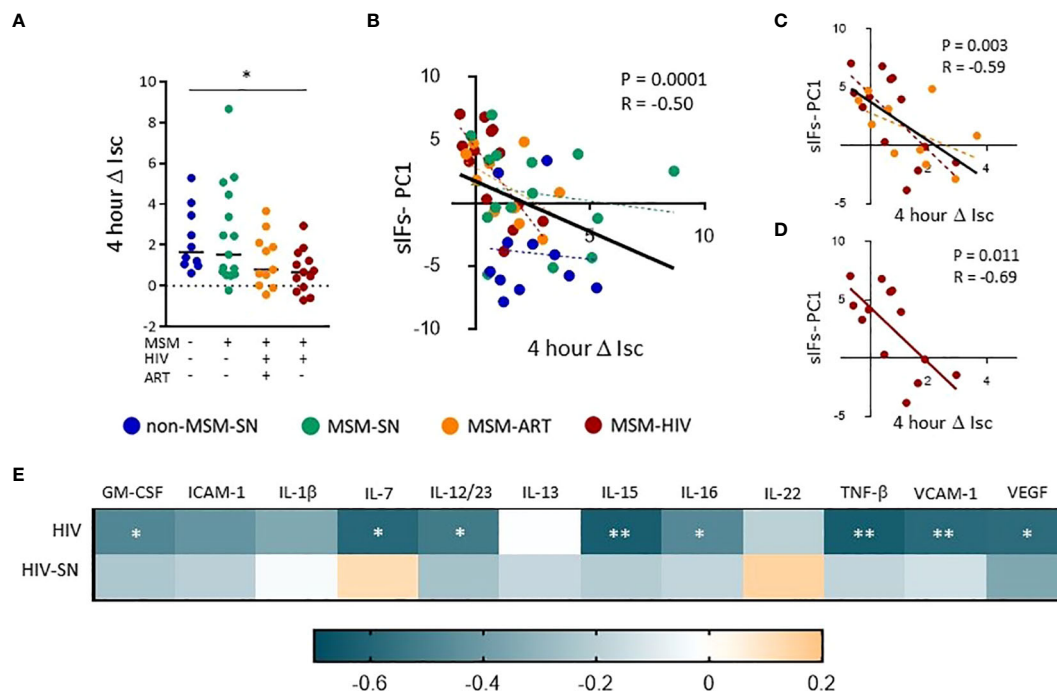 A
4 hour Δ Isc
10
8
6
4
2
0
-2
*
MSM - + + +
HIV - - + +
ART - - + -
B
sIFs- PC1
10
5
0
-5
-10
5
10
P = 0.0001
R = -0.50
4 hour Δ Isc
C
sIFs- PC1
10
5
-5
2
4
P = 0.003
R = -0.59
4 hour Δ Isc
D
sIFs- PC1
10
5
-5
2
4
P = 0.011
R = -0.69
4 hour Δ Isc
non-MSM-SN MSM-SN MSM-ART MSM-HIV
E
GM-CSF ICAM-1 IL-1β IL-7 IL-12/23 IL-13 IL-15 IL-16 IL-22 TNF-β VCAM-1 VEGF
HIV * * * ** * ** ** *
HIV-SN
-0.6 -0.4 -0.2 0 0.2